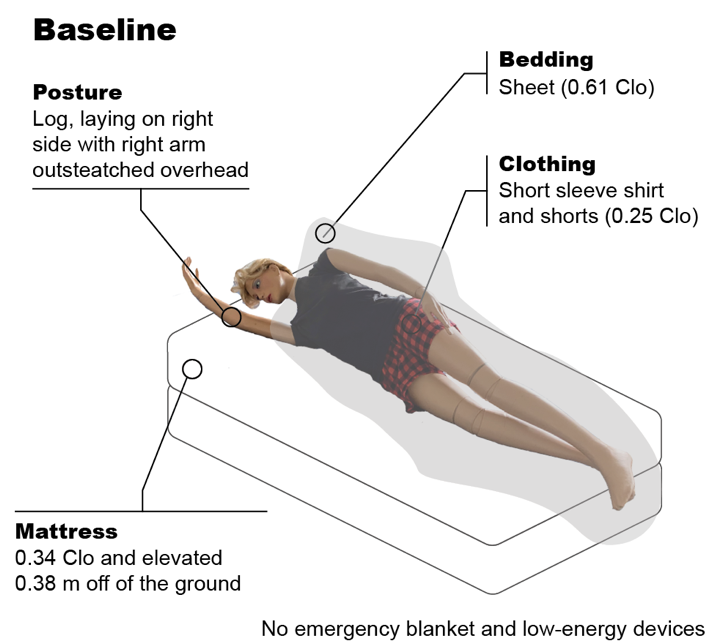 Baseline
Posture
Log, laying on right
side with right arm
outsteatched overhead
Bedding
Sheet (0.61 Clo)
Clothing
Short sleeve shirt
and shorts (0.25 Clo)
Mattress
0.34 Clo and elevated
0.38 m off of the ground
No emergency blanket and low-energy devices